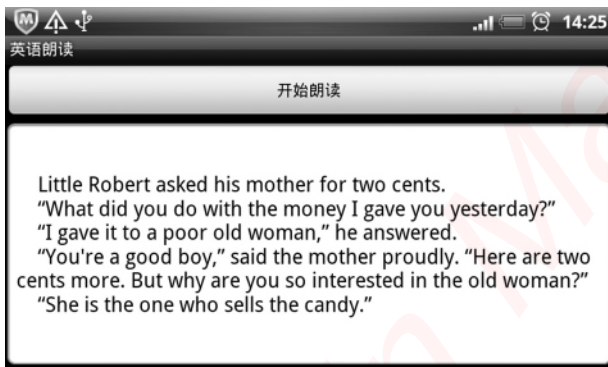 14:25
英语朗读
开始朗读
Little Robert asked his mother for two cents.
“What did you do with the money I gave you yesterday?”
“I gave it to a poor old woman,” he answered.
“You're a good boy,” said the mother proudly. “Here are two
cents more. But why are you so interested in the old woman?”
“She is the one who sells the candy.”